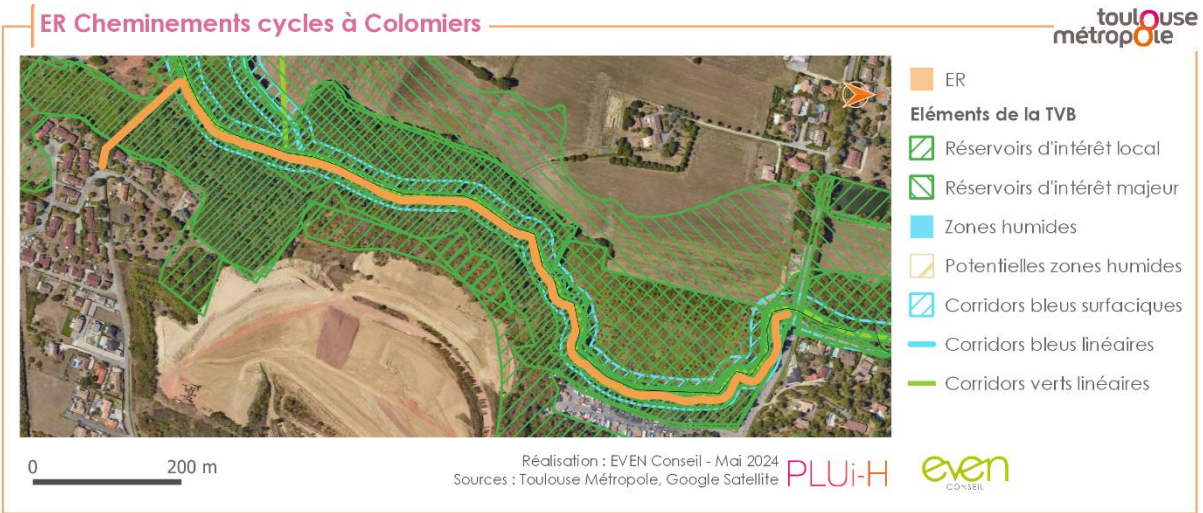 ER Cheminements cycles à Colomiers
toulouse
métropole
ER
Eléments de la TVB
Réservoirs d'intérêt local
Réservoirs d'intérêt majeur
Zones humides
Potentielles zones humides
Corridors bleus surfaciques
Corridors bleus linéaires
Corridors verts linéaires
0 200 m
Réalisation : EVEN Conseil - Mai 2024
Sources : Toulouse Métropole, Google Satellite
PLUi-H
even
CONSEIL